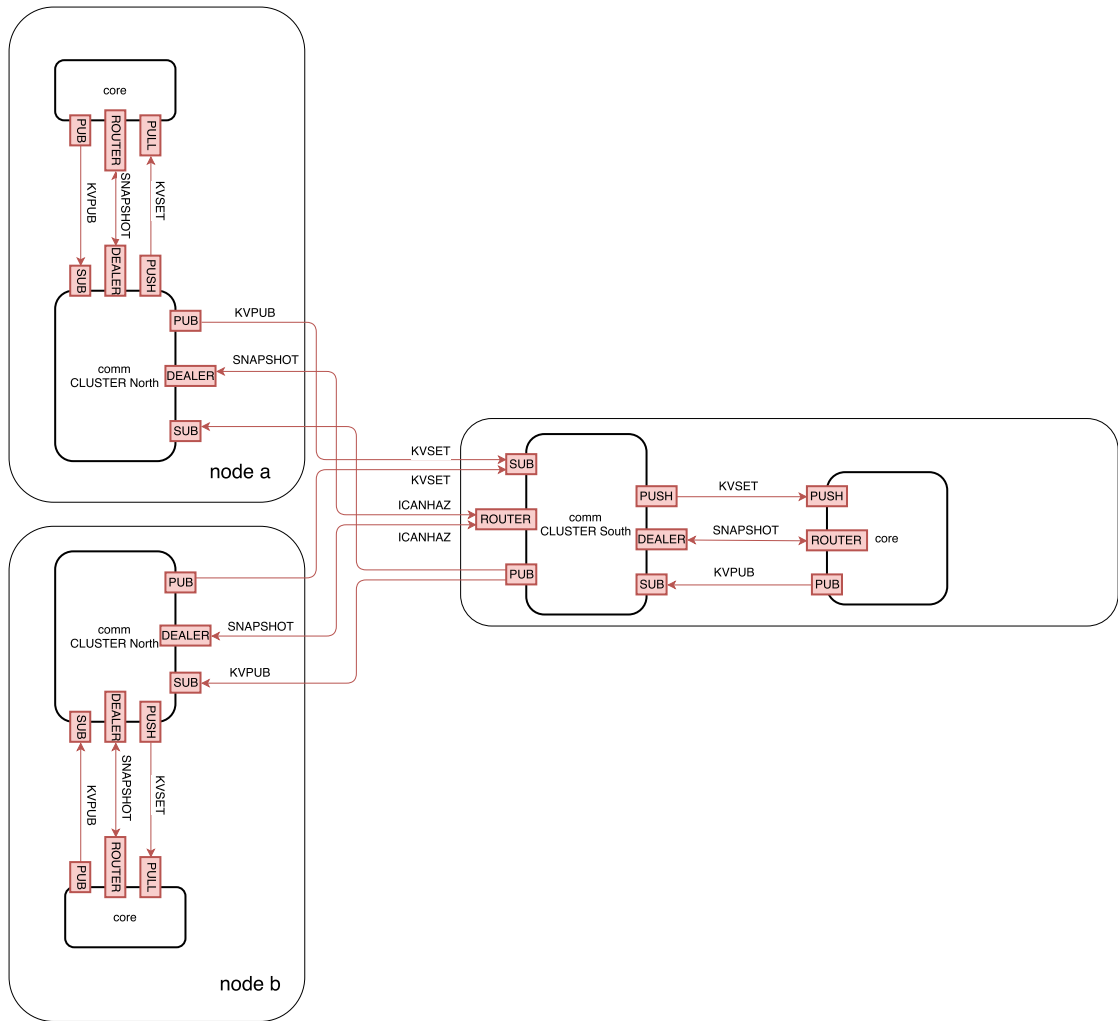 core
PUB
ROUTER
PULL
KVPUB
SNAPSHOT
KVSET
SUB
DEALER
PUSH
PUB
KVPUB
comm
CLUSTER North
DEALER
SNAPSHOT
SUB
node a
KVSET
KVSET
ICANHAZ
ICANHAZ
SUB
ROUTER
PUB
comm
CLUSTER South
PUSH
KVSET
PUSH
DEALER
SNAPSHOT
ROUTER
core
SUB
KVPUB
PUB
PUB
comm
CLUSTER North
DEALER
SNAPSHOT
SUB
KVPUB
SUB
DEALER
PUSH
KVPUB
SNAPSHOT
KVSET
PUB
ROUTER
PULL
core
node b